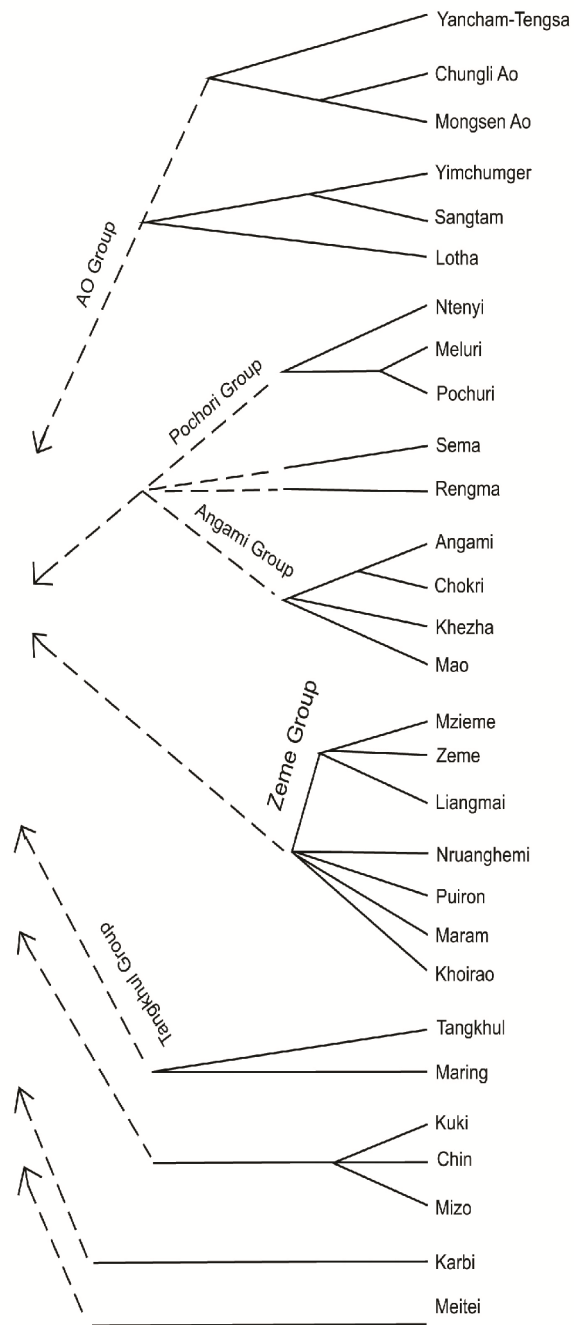 Yancham-Tengsa
Chungli Ao
Mongsen Ao
Yimchumger
Sangtam
Lotha
AO Group
Ntenyi
Meluri
Pochuri
Pochori Group
Sema
Rengma
Angami Group
Angami
Chokri
Khezha
Mao
Zeme Group
Mzieme
Zeme
Liangmai
Nruanghemi
Puiron
Maram
Khoirao
Tangkhul Group
Tangkhul
Maring
Kuki
Chin
Mizo
Karbi
Meitei